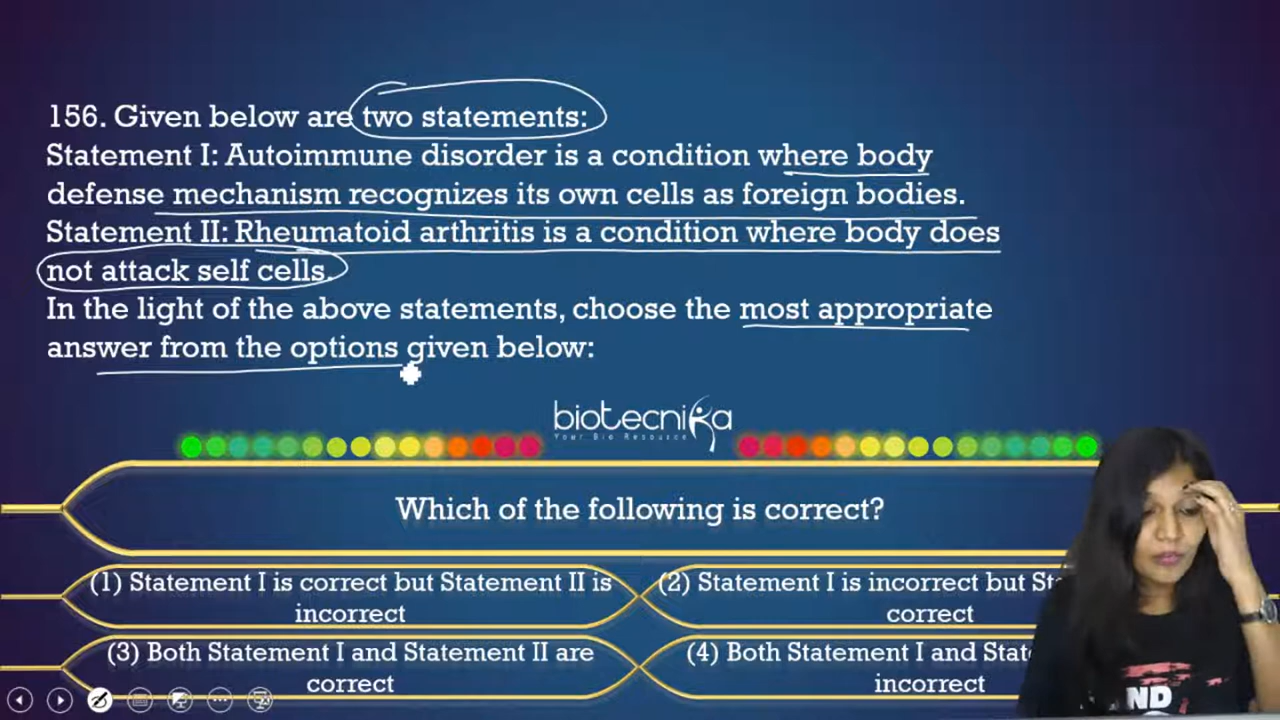 156. Given below are two statements:
Statement I: Autoimmune disorder is a condition where body
defense mechanism recognizes its own cells as foreign bodies.
Statement II: Rheumatoid arthritis is a condition where body does
not attack self cells.
In the light of the above statements, choose the most appropriate
answer from the options given below:
biotecnika
Your Bio Resource
Which of the following is correct?
(1) Statement I is correct but Statement II is
incorrect
(2) Statement I is incorrect but
correct
(3) Both Statement I and Statement II are
correct
(4) Both Statement I and
incorrect
ND